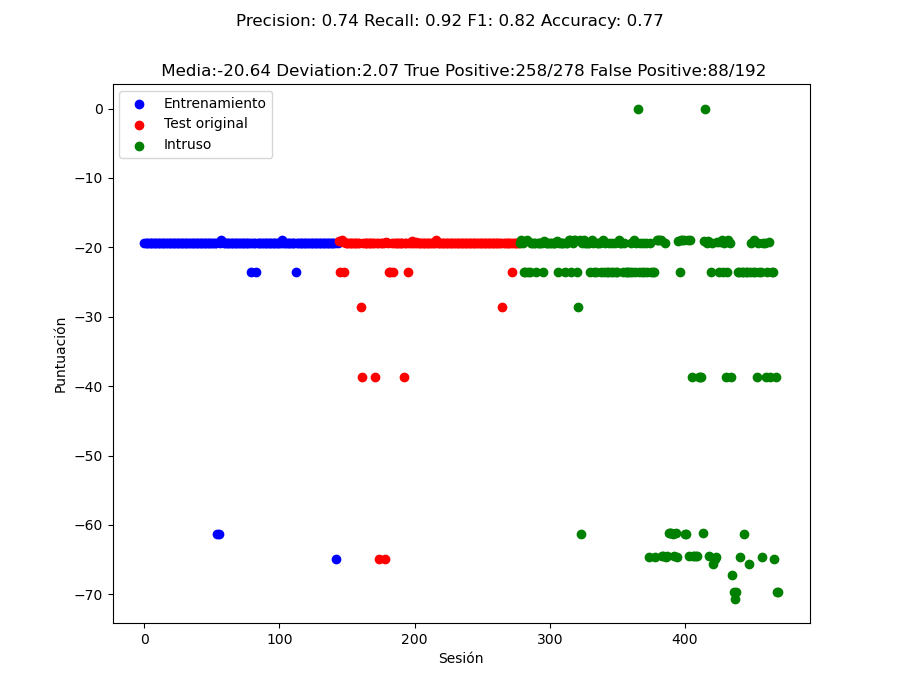 Precision: 0.74 Recall: 0.92 F1: 0.82 Accuracy: 0.77
Media:-20.64 Deviation:2.07 True Positive:258/278 False Positive:88/192
Entrenamiento
Test original
Intruso
0
−10
−20
−30
−40
−50
−60
−70
Puntuación
0 100 200 300 400
Sesión